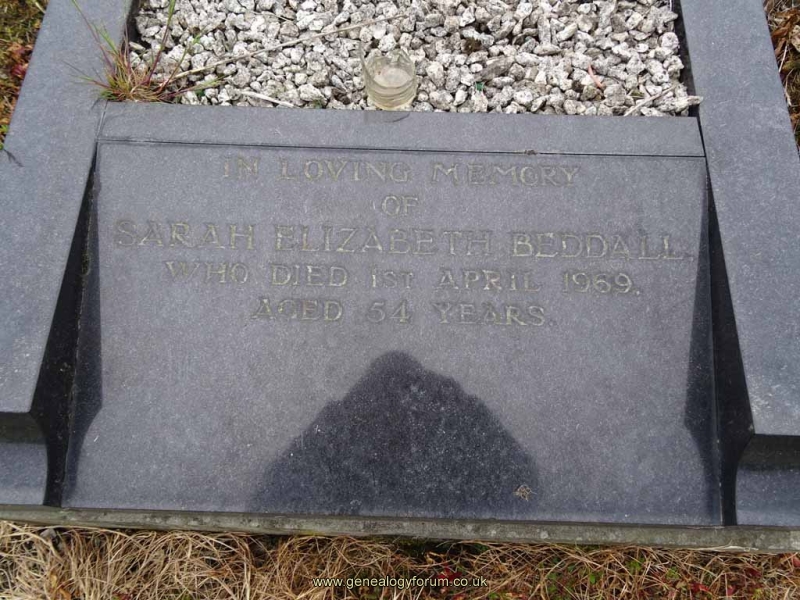 IN LOVING MEMORY
OF
SARAH ELIZABETH BEDDALL.
WHO DIED 1ST APRIL 1969.
AGED 54 YEARS.
www.genealogyforum.co.uk